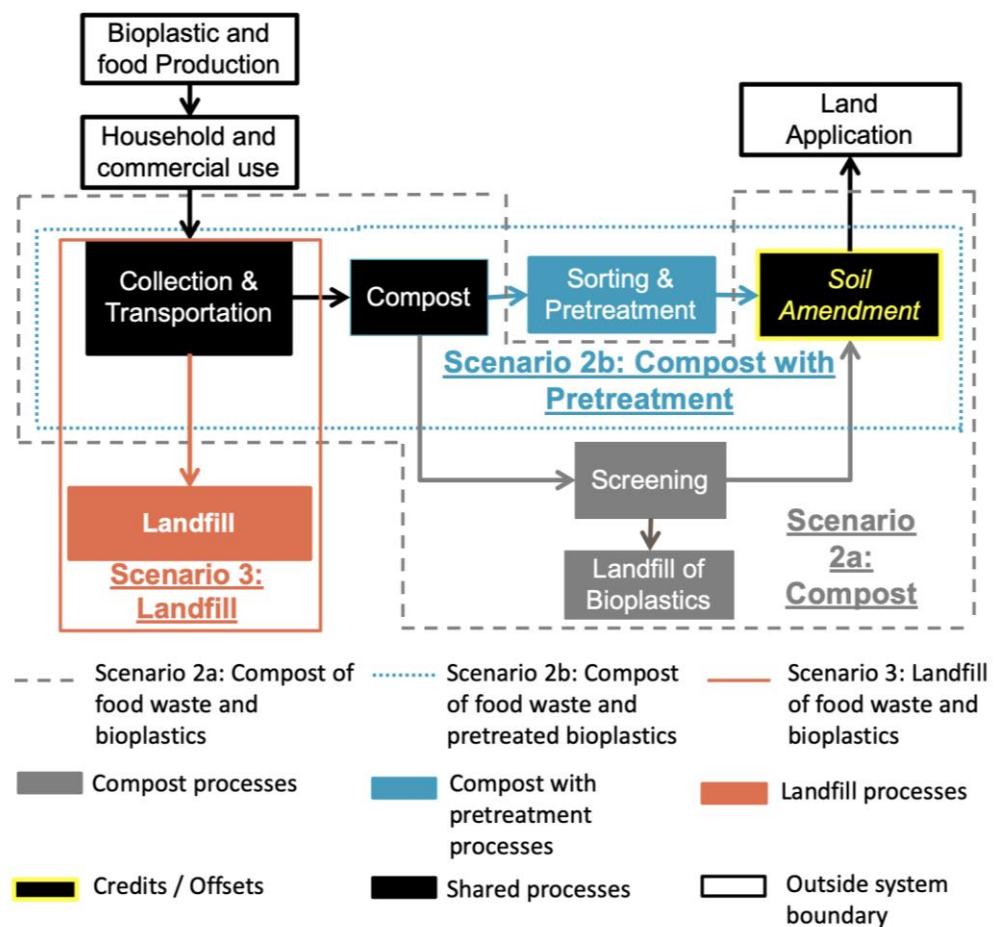 Bioplastic and
food Production
Household and
commercial use
Land
Application
Collection &
Transportation
Compost
Sorting &
Pretreatment
Soil
Amendment
Scenario 2b: Compost with
Pretreatment
Screening
Landfill
Scenario 3:
Landfill
Landfill of
Bioplastics
Scenario
2a:
Compost
Scenario 2a: Compost of
food waste and
bioplastics
Scenario 2b: Compost
of food waste and
pretreated bioplastics
Scenario 3: Landfill
of food waste and
bioplastics
Compost processes
Compost with
pretreatment
processes
Landfill processes
Credits / Offsets
Shared processes
Outside system
boundary